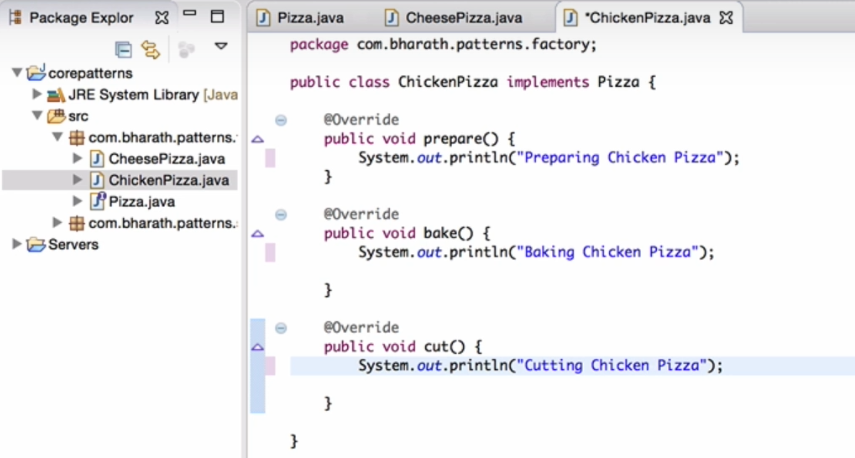 Package Explor
corepatterns
JRE System Library [Java
src
com.bharath.patterns.
CheesePizza.java
ChickenPizza.java
Pizza.java
com.bharath.patterns.
Servers
Pizza.java
CheesePizza.java
*ChickenPizza.java
package com.bharath.patterns.factory;
public class ChickenPizza implements Pizza {
@Override
public void prepare() {
System.out.println("Preparing Chicken Pizza");
}
@Override
public void bake() {
System.out.println("Baking Chicken Pizza");
}
@Override
public void cut() {
System.out.println("Cutting Chicken Pizza");
}
}